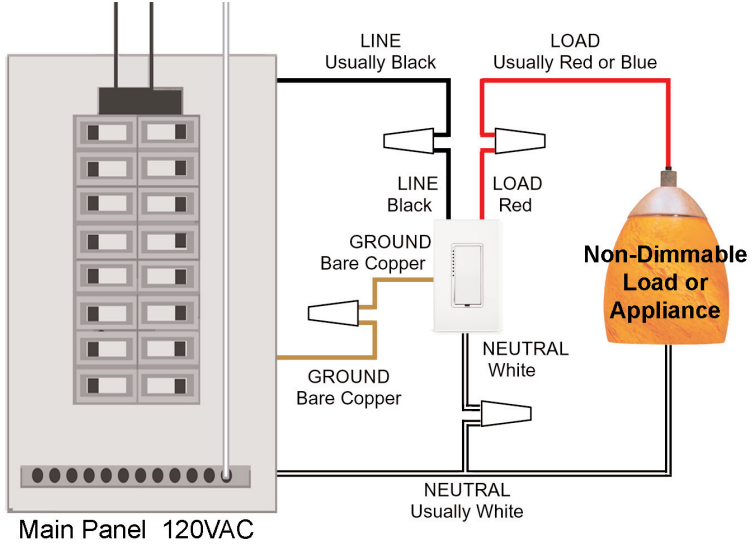 LINE
Usually Black
LOAD
Usually Red or Blue
LINE
Black
LOAD
Red
GROUND
Bare Copper
Non-Dimmable
Load or
Appliance
NEUTRAL
White
GROUND
Bare Copper
NEUTRAL
Usually White
Main Panel 120VAC